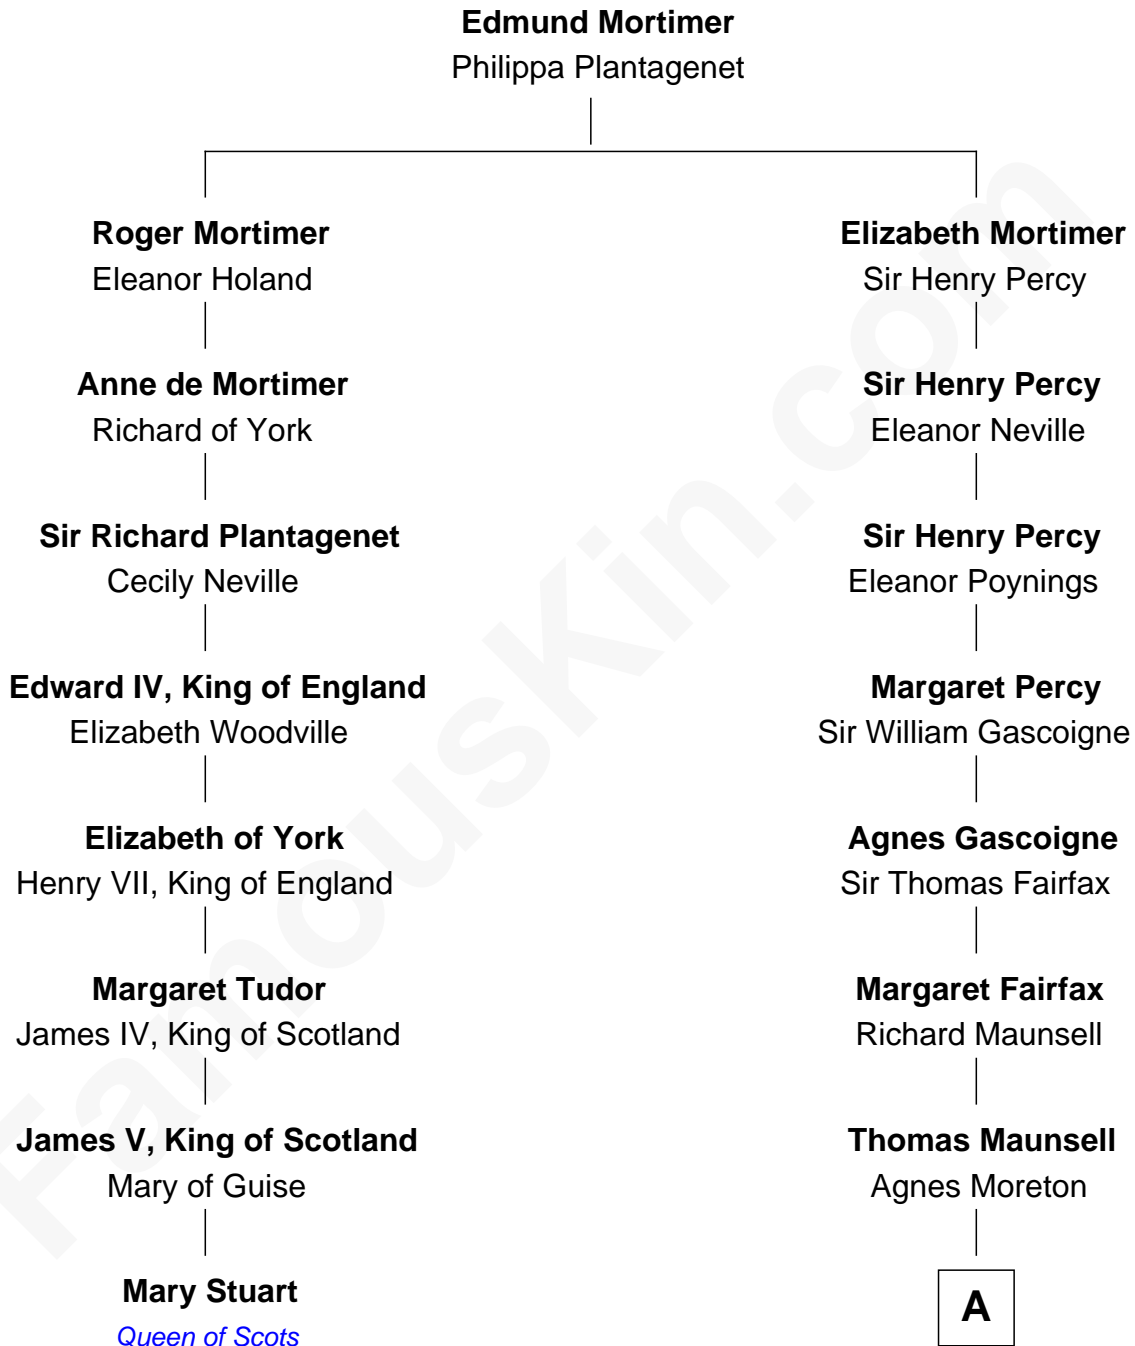 Edmund Mortimer
Philippa Plantagenet
Roger Mortimer
Eleanor Holand
Anne de Mortimer
Richard of York
Sir Richard Plantagenet
Cecily Neville
Edward IV, King of England
Elizabeth Woodville
Elizabeth of York
Henry VII, King of England
Margaret Tudor
James IV, King of Scotland
James V, King of Scotland
Mary of Guise
Mary Stuart
Queen of Scots
Elizabeth Mortimer
Sir Henry Percy
Sir Henry Percy
Eleanor Neville
Sir Henry Percy
Eleanor Poynings
Margaret Percy
Sir William Gascoigne
Agnes Gascoigne
Sir Thomas Fairfax
Margaret Fairfax
Richard Maunsell
Thomas Maunsell
Agnes Moreton
A
FamousKin.com